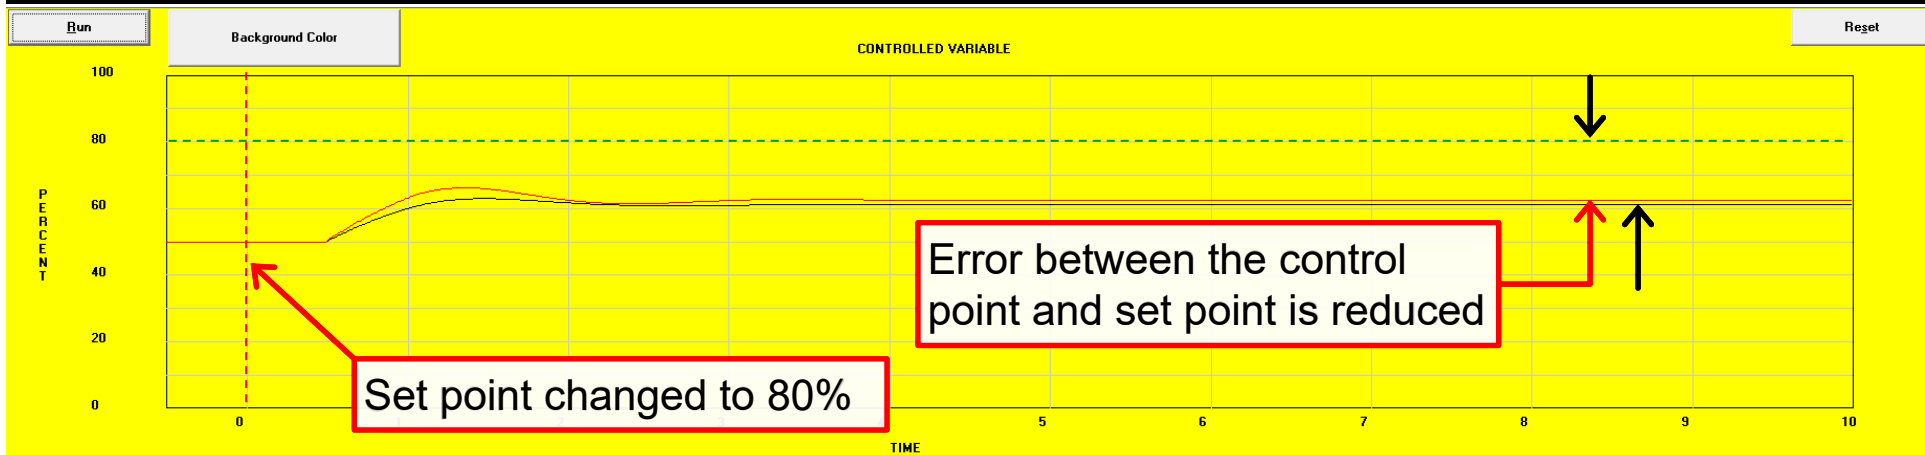 Run
Background Color
Reset
CONTROLLED VARIABLE
100
80
60
40
20
0
PERCENT
Error between the control
point and set point is reduced
Set point changed to 80%
0
5
6
7
8
9
10
TIME